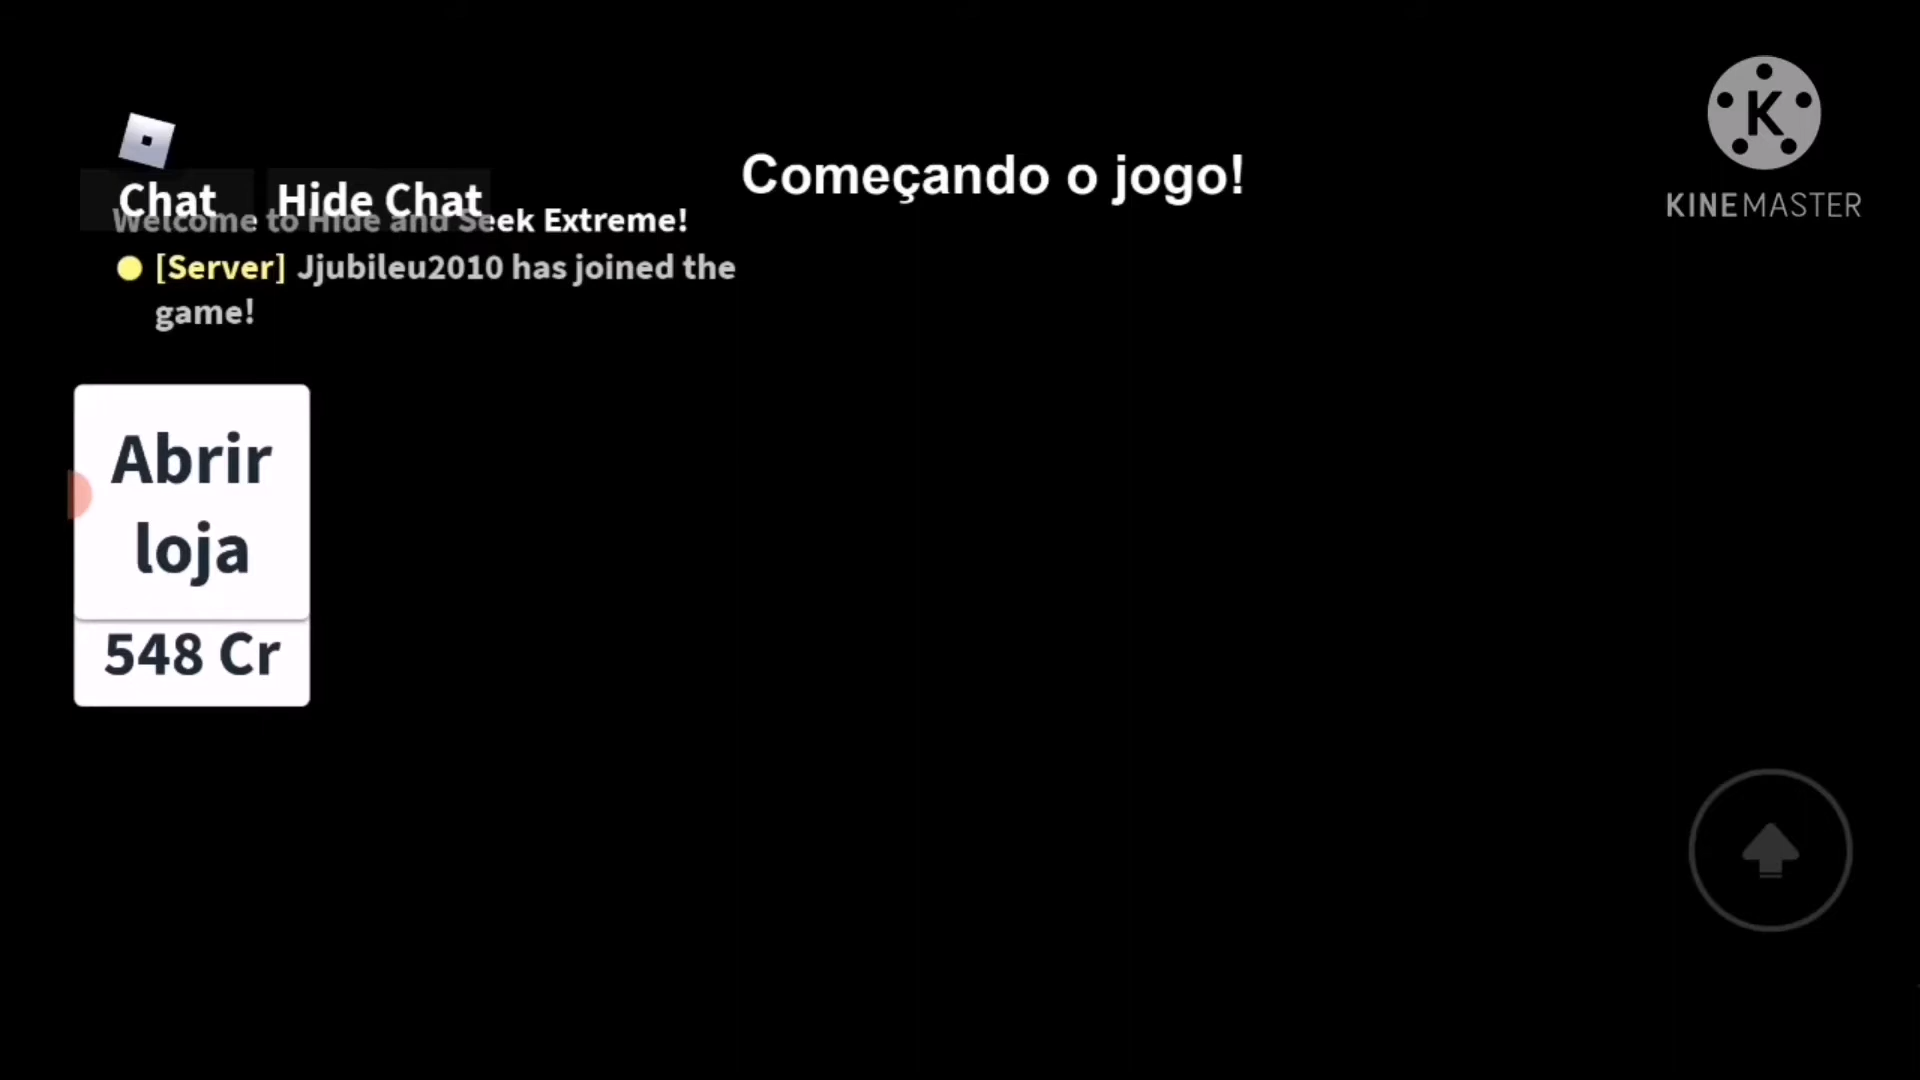 Começando o jogo!
Chat Hide Chat
Welcome to Hide and Seek Extreme!
[Server] Jjubileu2010 has joined the
game!
Abrir
loja
548 Cr
K
KINEMASTER